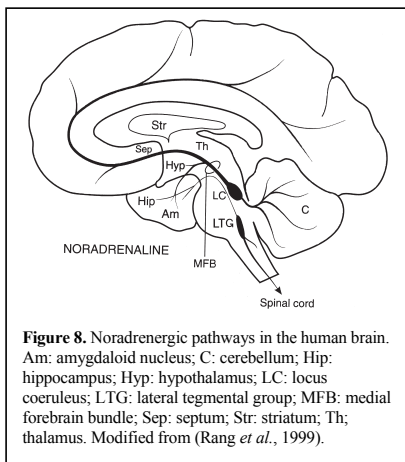 Str
Sep
Th
Hyp
Hip
Am
LC
C
LTG
NORADRENALINE
MFB
Spinal cord
Figure 8. Noradrenergic pathways in the human brain.
Am: amygdaloid nucleus; C: cerebellum; Hip:
hippocampus; Hyp: hypothalamus; LC: locus
coeruleus; LTG: lateral tegmental group; MFB: medial
forebrain bundle; Sep: septum; Str: striatum; Th;
thalamus. Modified from (Rang et al., 1999).